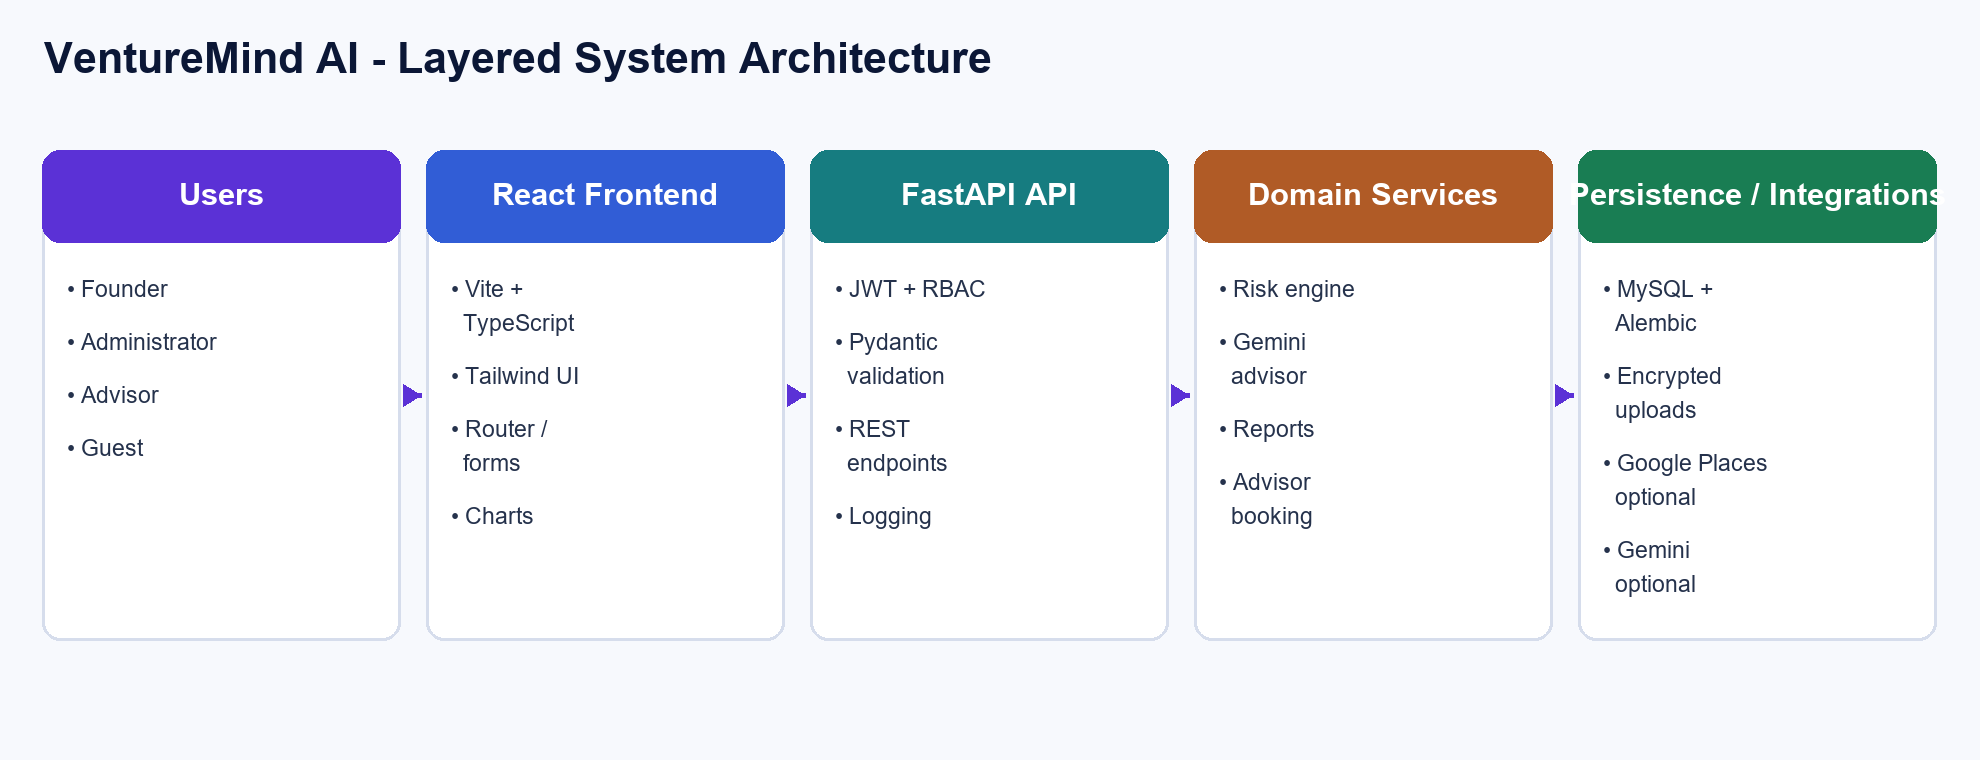 VentureMind AI - Layered System Architecture
Users
• Founder
• Administrator
• Advisor
• Guest
React Frontend
• Vite +
TypeScript
• Tailwind UI
• Router /
forms
• Charts
FastAPI API
• JWT + RBAC
• Pydantic
validation
• REST
endpoints
• Logging
Domain Services
• Risk engine
• Gemini
advisor
• Reports
• Advisor
booking
Persistence / Integrations
• MySQL +
Alembic
• Encrypted
uploads
• Google Places
optional
• Gemini
optional